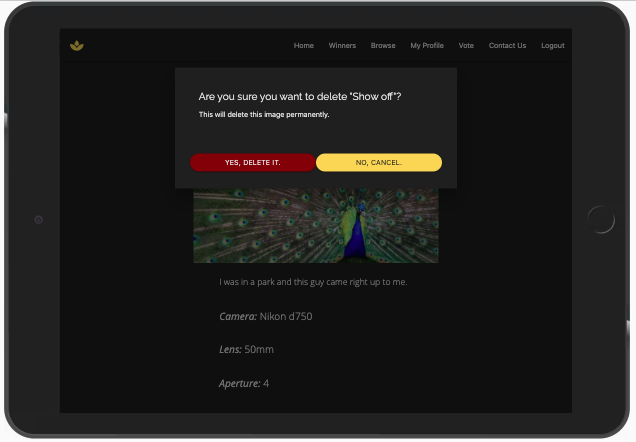 Home Winners Browse My Profile Vote Contact Us Logout
Are you sure you want to delete "Show off"?
This will delete this image permanently.
YES, DELETE IT. NO, CANCEL.
I was in a park and this guy came right up to me.
Camera: Nikon d750
Lens: 50mm
Aperture: 4